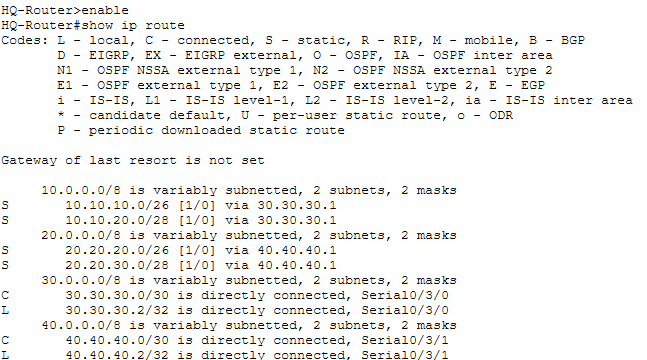 HQ-Router>enable
HQ-Router#show ip route
Codes: L - local, C - connected, S - static, R - RIP, M - mobile, B - BGP
       D - EIGRP, EX - EIGRP external, O - OSPF, IA - OSPF inter area
       N1 - OSPF NSSA external type 1, N2 - OSPF NSSA external type 2
       E1 - OSPF external type 1, E2 - OSPF external type 2, E - EGP
       i - IS-IS, L1 - IS-IS level-1, L2 - IS-IS level-2, ia - IS-IS inter area
       * - candidate default, U - per-user static route, o - ODR
       P - periodic downloaded static route

Gateway of last resort is not set

     10.0.0.0/8 is variably subnetted, 2 subnets, 2 masks
S       10.10.10.0/26 [1/0] via 30.30.30.1
S       10.10.20.0/28 [1/0] via 30.30.30.1
     20.0.0.0/8 is variably subnetted, 2 subnets, 2 masks
S       20.20.20.0/26 [1/0] via 40.40.40.1
S       20.20.30.0/28 [1/0] via 40.40.40.1
     30.0.0.0/8 is variably subnetted, 2 subnets, 2 masks
C       30.30.30.0/30 is directly connected, Serial0/3/0
L       30.30.30.2/32 is directly connected, Serial0/3/0
     40.0.0.0/8 is variably subnetted, 2 subnets, 2 masks
C       40.40.40.0/30 is directly connected, Serial0/3/1
L       40.40.40.2/32 is directly connected, Serial0/3/1